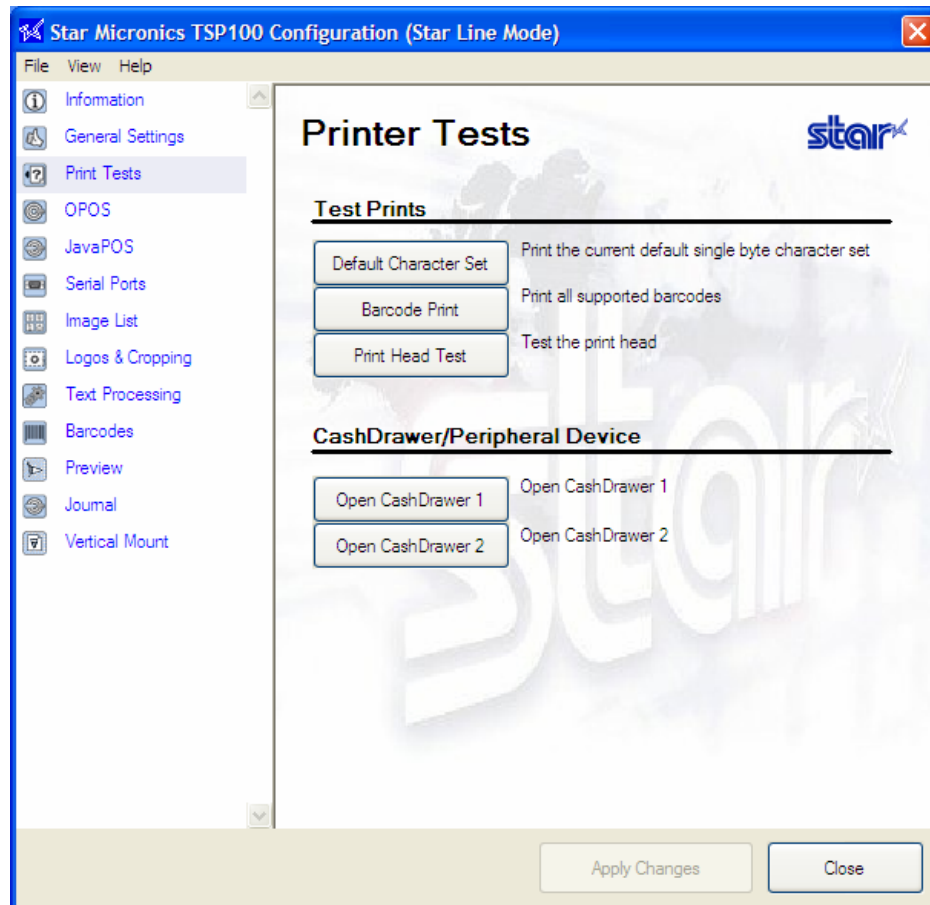 Star Micronics TSP100 Configuration (Star Line Mode)
File View Help
Information
General Settings
Print Tests
OPOS
JavaPOS
Serial Ports
Image List
Logos & Cropping
Text Processing
Barcodes
Preview
Journal
Vertical Mount
Printer Tests
star
Test Prints
Default Character Set
Print the current default single byte character set
Barcode Print
Print all supported barcodes
Print Head Test
Test the print head
CashDrawer/Peripheral Device
Open CashDrawer 1
Open CashDrawer 1
Open CashDrawer 2
Open CashDrawer 2
star
Apply Changes
Close